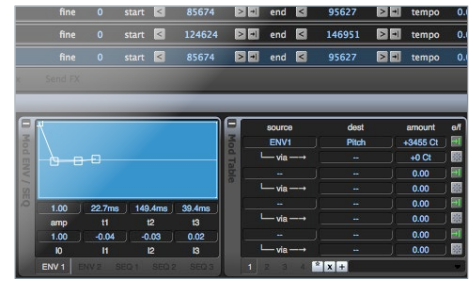 fine 0 start < 85674 > end < 95627 > tempo 0.
fine 0 start < 124624 > end < 146951 > tempo 0.
fine 0 start < 85674 > end < 95627 > tempo 0.
Send FX
Mod ENV / SEQ
1.00 22.7ms 149.4ms 39.4ms
amp t1 t2 t3
1.00 -0.04 -0.03 0.02
l0 l1 l2 l3
ENV 1 ENV 2 SEQ 1 SEQ 2 SEQ 3
Mod Table
source dest amount e/f
ENV1 Pitch +3455 Ct
via +0 Ct
-- -- 0.00
via -- 0.00
-- -- 0.00
via -- 0.00
-- -- 0.00
via -- 0.00
1 2 3 4 * x +